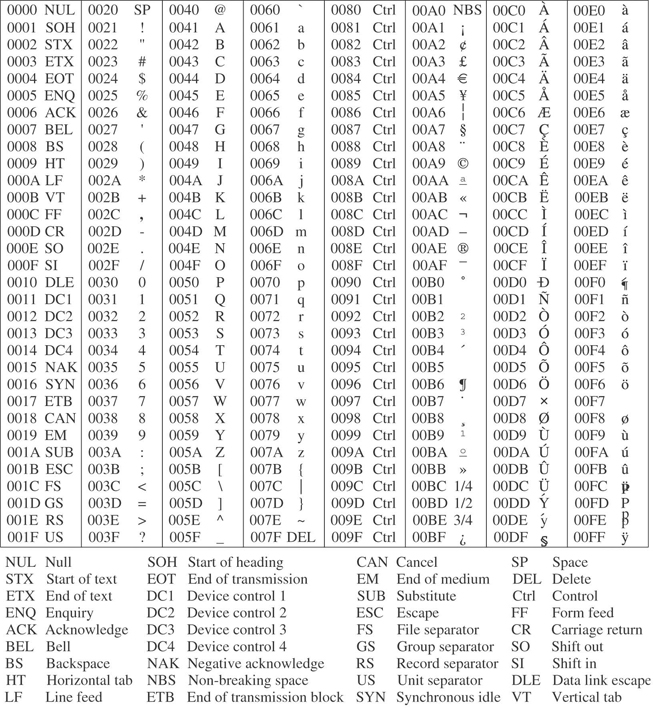 0000 NUL 0020 SP 0040 @ 0060 ` 0080 Ctrl 00A0 NBS 00C0 À 00E0 à
0001 SOH 0021 ! 0041 A 0061 a 0081 Ctrl 00A1 ¡ 00C1 Á 00E1 á
0002 STX 0022 " 0042 B 0062 b 0082 Ctrl 00A2 ¢ 00C2 Â 00E2 â
0003 ETX 0023 # 0043 C 0063 c 0083 Ctrl 00A3 £ 00C3 Ã 00E3 ã
0004 EOT 0024 $ 0044 D 0064 d 0084 Ctrl 00A4 € 00C4 Ä 00E4 ä
0005 ENQ 0025 % 0045 E 0065 e 0085 Ctrl 00A5 ¥ 00C5 Å 00E5 å
0006 ACK 0026 & 0046 F 0066 f 0086 Ctrl 00A6 ¦ 00C6 Æ 00E6 æ
0007 BEL 0027 ' 0047 G 0067 g 0087 Ctrl 00A7 § 00C7 Ç 00E7 ç
0008 BS 0028 ( 0048 H 0068 h 0088 Ctrl 00A8 ¨ 00C8 È 00E8 è
0009 HT 0029 ) 0049 I 0069 i 0089 Ctrl 00A9 © 00C9 É 00E9 é
000A LF 002A * 004A J 006A j 008A Ctrl 00AA ª 00CA Ê 00EA ê
000B VT 002B + 004B K 006B k 008B Ctrl 00AB « 00CB Ë 00EB ë
000C FF 002C , 004C L 006C l 008C Ctrl 00AC ¬ 00CC Ì 00EC ì
000D CR 002D - 004D M 006D m 008D Ctrl 00AD – 00CD Í 00ED í
000E SO 002E . 004E N 006E n 008E Ctrl 00AE ® 00CE Î 00EE î
000F SI 002F / 004F O 006F o 008F Ctrl 00AF ¯ 00CF Ï 00EF ï
0010 DLE 0030 0 0050 P 0070 p 0090 Ctrl 00B0 ° 00D0 Ð 00F0 ¶
0011 DC1 0031 1 0051 Q 0071 q 0091 Ctrl 00B1 00D1 Ñ 00F1 ñ
0012 DC2 0032 2 0052 R 0072 r 0092 Ctrl 00B2 ² 00D2 Ò 00F2 ò
0013 DC3 0033 3 0053 S 0073 s 0093 Ctrl 00B3 ³ 00D3 Ó 00F3 ó
0014 DC4 0034 4 0054 T 0074 t 0094 Ctrl 00B4 ´ 00D4 Ô 00F4 ô
0015 NAK 0035 5 0055 U 0075 u 0095 Ctrl 00B5 00D5 Õ 00F5 õ
0016 SYN 0036 6 0056 V 0076 v 0096 Ctrl 00B6 ¶ 00D6 Ö 00F6 ö
0017 ETB 0037 7 0057 W 0077 w 0097 Ctrl 00B7 · 00D7 × 00F7
0018 CAN 0038 8 0058 X 0078 x 0098 Ctrl 00B8 ¸ 00D8 Ø 00F8 ø
0019 EM 0039 9 0059 Y 0079 y 0099 Ctrl 00B9 ¹ 00D9 Ù 00F9 ù
001A SUB 003A : 005A Z 007A z 009A Ctrl 00BA º 00DA Ú 00FA ú
001B ESC 003B ; 005B [ 007B { 009B Ctrl 00BB » 00DB Û 00FB û
001C FS 003C < 005C \ 007C | 009C Ctrl 00BC 1/4 00DC Ü 00FC
001D GS 003D = 005D ] 007D } 009D Ctrl 00BD 1/2 00DD Ý 00FD P
001E RS 003E > 005E ^ 007E ~ 009E Ctrl 00BE 3/4 00DE ý 00FE þ
001F US 003F ? 005F _ 007F DEL 009F Ctrl 00BF ¿ 00DF § 00FF ÿ
NUL Null SOH Start of heading CAN Cancel SP Space
STX Start of text EOT End of transmission EM End of medium DEL Delete
ETX End of text DC1 Device control 1 SUB Substitute Ctrl Control
ENQ Enquiry DC2 Device control 2 ESC Escape FF Form feed
ACK Acknowledge DC3 Device control 3 FS File separator CR Carriage return
BEL Bell DC4 Device control 4 GS Group separator SO Shift out
BS Backspace NAK Negative acknowledge RS Record separator SI Shift in
HT Horizontal tab NBS Non-breaking space US Unit separator DLE Data link escape
LF Line feed ETB End of transmission block SYN Synchronous idle VT Vertical tab